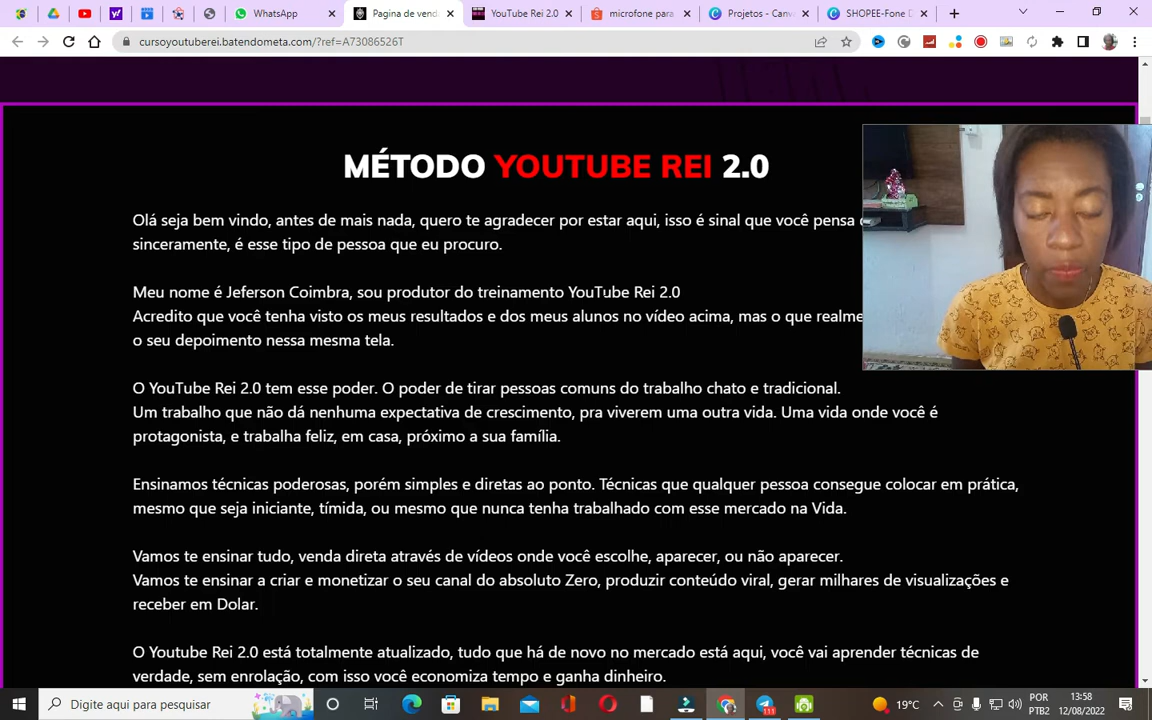 WhatsApp
Pagina de vend
YouTube Rei 2.0
microfone para
Projetos - Canv
SHOPEE-Fone D
cursoyoutuberei.batendometa.com/?ref=A73086526T
MÉTODO YOUTUBE REI 2.0
Olá seja bem vindo, antes de mais nada, quero te agradecer por estar aqui, isso é sinal que você pensa
sinceramente, é esse tipo de pessoa que eu procuro.
Meu nome é Jeferson Coimbra, sou produtor do treinamento YouTube Rei 2.0
Acredito que você tenha visto os meus resultados e dos meus alunos no vídeo acima, mas o que realme
o seu depoimento nessa mesma tela.
O YouTube Rei 2.0 tem esse poder. O poder de tirar pessoas comuns do trabalho chato e tradicional.
Um trabalho que não dá nenhuma expectativa de crescimento, pra viverem uma outra vida. Uma vida onde você é
protagonista, e trabalha feliz, em casa, próximo a sua família.
Ensinamos técnicas poderosas, porém simples e diretas ao ponto. Técnicas que qualquer pessoa consegue colocar em prática,
mesmo que seja iniciante, tímida, ou mesmo que nunca tenha trabalhado com esse mercado na Vida.
Vamos te ensinar tudo, venda direta através de vídeos onde você escolhe, aparecer, ou não aparecer.
Vamos te ensinar a criar e monetizar o seu canal do absoluto Zero, produzir conteúdo viral, gerar milhares de visualizações e
receber em Dolar.
O Youtube Rei 2.0 está totalmente atualizado, tudo que há de novo no mercado está aqui, você vai aprender técnicas de
verdade, sem enrolação, com isso você economiza tempo e ganha dinheiro.
Digite aqui para pesquisar
19°C
POR
PTB2
13:58
12/08/2022